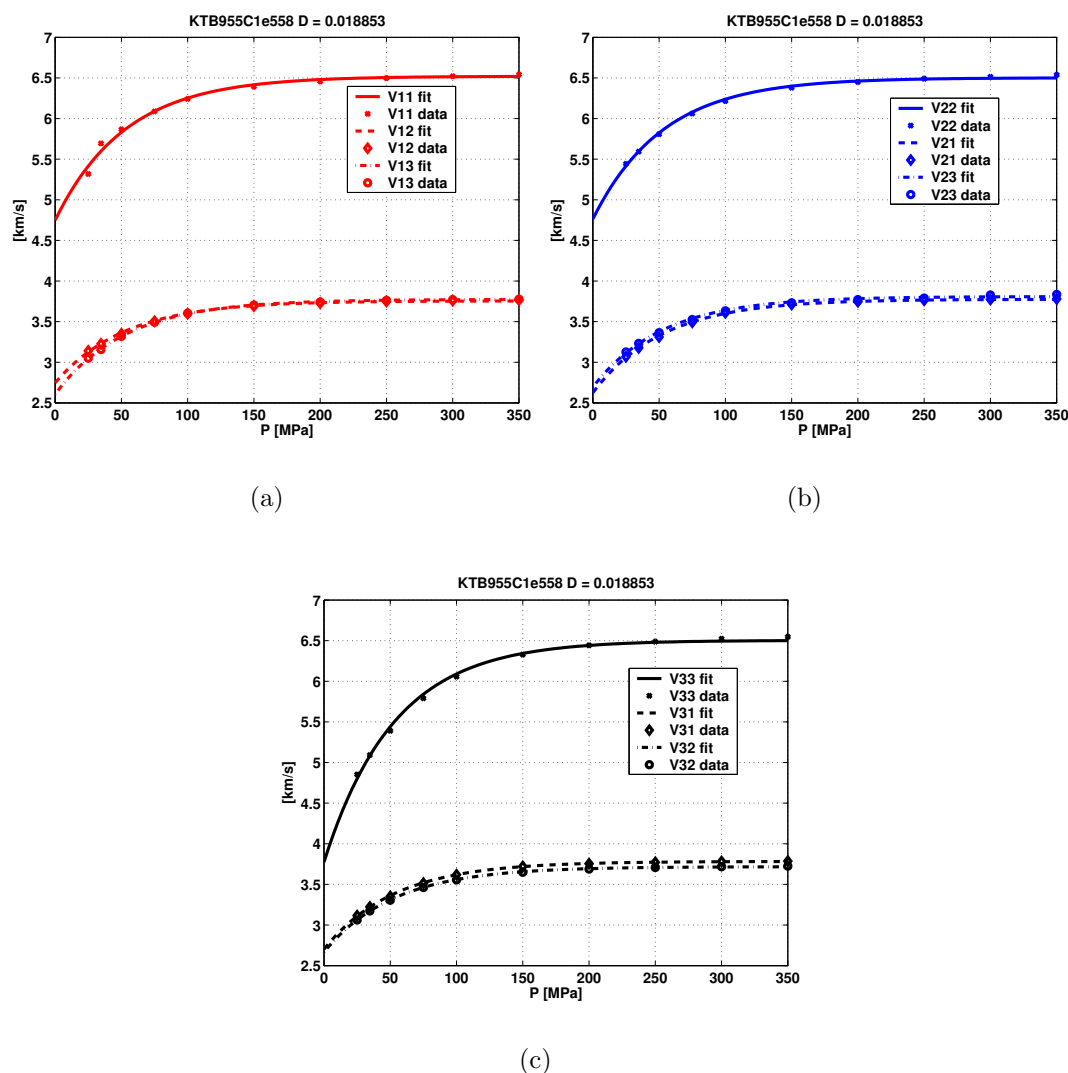 KTB955C1e558 D = 0.018853
7
6.5
6
5.5
5
4.5
4
3.5
3
2.5
[km/s]
V11 fit
V11 data
V12 fit
V12 data
V13 fit
V13 data
0 50 100 150 200 250 300 350
P [MPa]
(a)
KTB955C1e558 D = 0.018853
7
6.5
6
5.5
5
4.5
4
3.5
3
2.5
[km/s]
V22 fit
V22 data
V21 fit
V21 data
V23 fit
V23 data
0 50 100 150 200 250 300 350
P [MPa]
(b)
KTB955C1e558 D = 0.018853
7
6.5
6
5.5
5
4.5
4
3.5
3
2.5
[km/s]
V33 fit
V33 data
V31 fit
V31 data
V32 fit
V32 data
0 50 100 150 200 250 300 350
P [MPa]
(c)